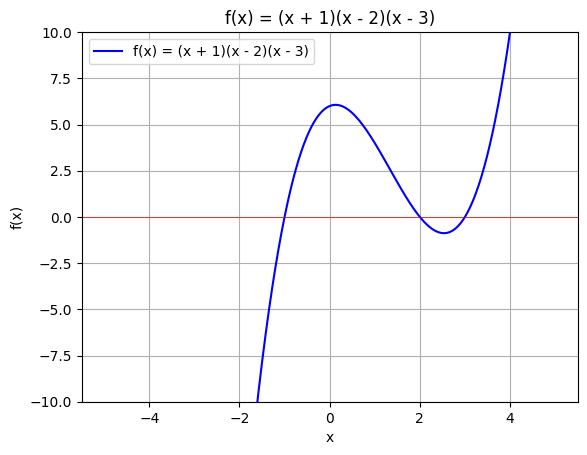 f(x) = (x + 1)(x - 2)(x - 3)
f(x) = (x + 1)(x - 2)(x - 3)
10.0
7.5
5.0
2.5
0.0
−2.5
−5.0
−7.5
−10.0
f(x)
−4 −2 0 2 4
x